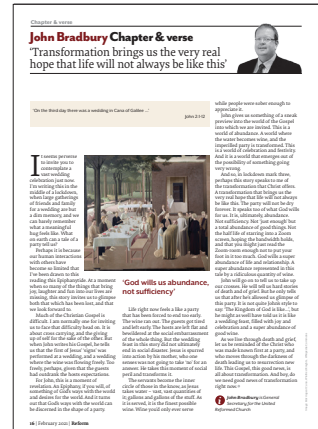 Chapter & verse
John Bradbury Chapter & verse
'Transformation brings us the very real
hope that life will not always be like this'
'On the third day there was a wedding in Cana of Galilee ...'
John 2:1-12
It seems perverse
to invite you to
contemplate a
vast wedding
celebration just now.
I'm writing this in the
middle of a lockdown,
when large gatherings
of friends and family
for a wedding are but
a dim memory, and we
can barely remember
what a meaningful
hug feels like. What
on earth can a tale of a
party tell us?
Perhaps it is because
our human interactions
with others have
become so limited that
I've been drawn to this
reading this Epiphanytide. At a moment
when so many of the things that bring
joy, laughter and fun into our lives are
missing, this story invites us to glimpse
both that which has been lost, and that
we look forward to.
Much of the Christian Gospel is
difficult. I am normally one for inviting
us to face that difficulty head on. It is
about cross carrying, and the giving
up of self for the sake of the other. But
when John writes his Gospel, he tells
us that the first of Jesus' 'signs' was
performed at a wedding, and a wedding
where the wine was flowing freely. Too
freely, perhaps, given that the guests
had outdrunk the hosts expectations.
For John, this is a moment of
revelation (an Epiphany, if you will),
of something of God's ways with the world
and desires for the world. And it turns
out that God's ways with the world can
be discerned in the shape of a party.
'God wills us abundance,
not sufficiency'
Life right now feels a like a party
that has been forced to end too early.
The wine ran out. The guests got tired
and left early. The hosts are left flat and
bewildered at the social embarrassment
of the whole thing. But the wedding
feast in this story did not ultimately
end in social disaster. Jesus is spurred
into action by his mother, who one
senses was not going to take 'no' for an
answer. He takes this moment of social
peril and transforms it.
The servants become the inner
circle of those in the know, as Jesus
takes water – vast, vast quantities of
it; gallons and gallons of the stuff. As
it is served, it is the finest possible
wine. Wine you'd only ever serve
while people were sober enough to
appreciate it.
John gives us something of a sneak
preview into the world of the Gospel
into which we are invited. This is a
world of abundance. A world where
the water becomes wine, and the
imperilled party is transformed. This
is a world of celebration and festivity.
And it is a world that emerges out of
the possibility of something going
very wrong.
And so, in lockdown mark three,
perhaps this story speaks to me of
the transformation that Christ offers.
A transformation that brings us the
very real hope that life will not always
be like this. The party will not be dry
forever. It speaks too of what God wills
for us. It is, ultimately, abundance.
Not sufficiency. Not 'just enough' but
a total abundance of good things. Not
the half life of starring into a Zoom
screen, hoping the bandwidth holds,
and that you might just read the
Zoom-room enough not to put your
foot in it too much. God wills a super
abundance of life and relationship. A
super abundance represented in this
tale by a ridiculous quantity of wine.
John will go on to tell us to take up
our crosses. He will tell us hard stories
of death and of grief. But he only tells
us that after he's allowed us glimpse of
this party. It is not quite John's style to
say 'The Kingdom of God is like...', but
he might as well have told us it is like
a wedding feast, filled with joy and
celebration and a super abundance of
good wine.
As we live through death and grief,
let us be reminded of the Christ who
was made known first at a party, and
who moves through the darkness of
death leading us to resurrection new
life. This Gospel, this good news, is
all about transformation. And boy, do
we need good news of transformation
right now.
John Bradbury is General
Secretary for the United
Reformed Church
16 | February 2021 | Reform